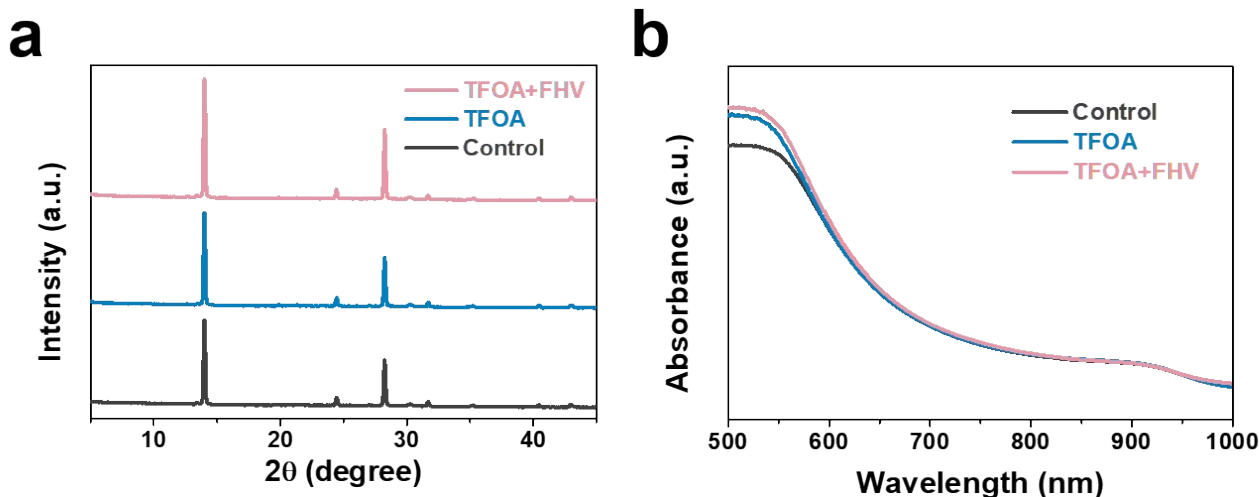 a
TFOA+FHV
TFOA
Control
Intensity (a.u.)
10
20
30
40
2θ (degree)
b
Control
TFOA
TFOA+FHV
Absorbance (a.u.)
500
600
700
800
900
1000
Wavelength (nm)